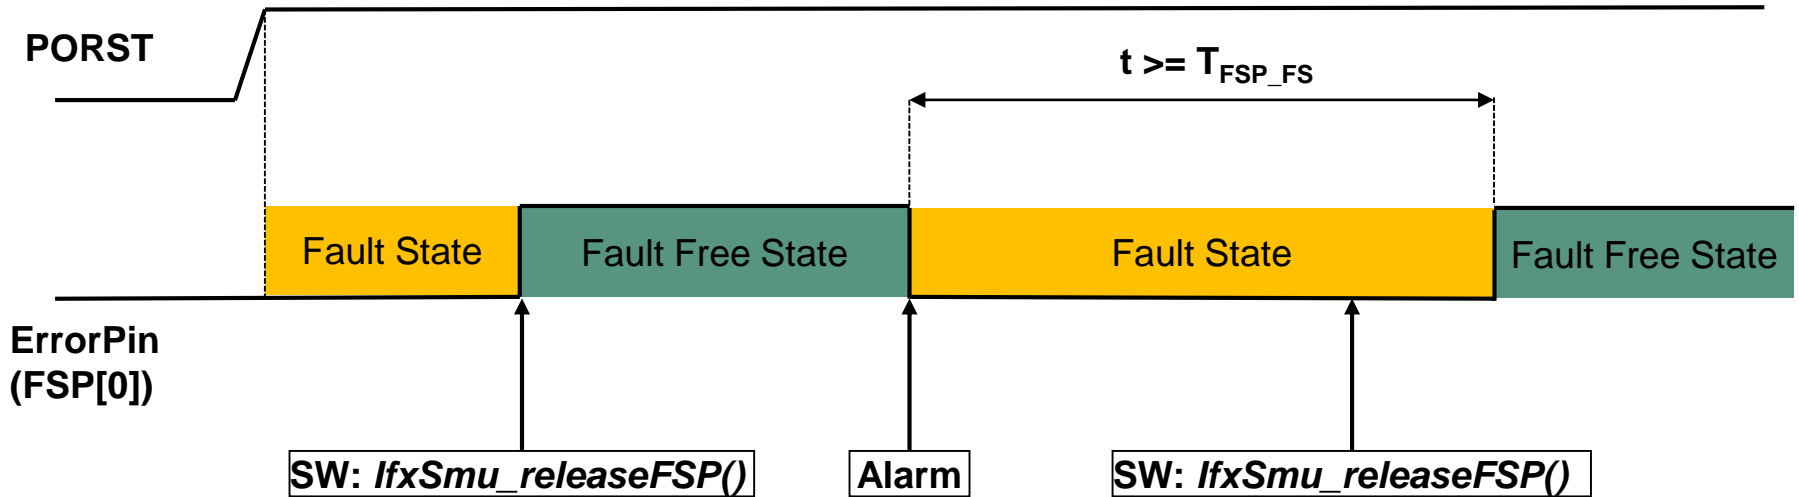 PORST
t >= T_FSP_FS
Fault State
Fault Free State
Fault State
Fault Free State
ErrorPin
(FSP[0])
SW: IfxSmu_releaseFSP()
Alarm
SW: IfxSmu_releaseFSP()